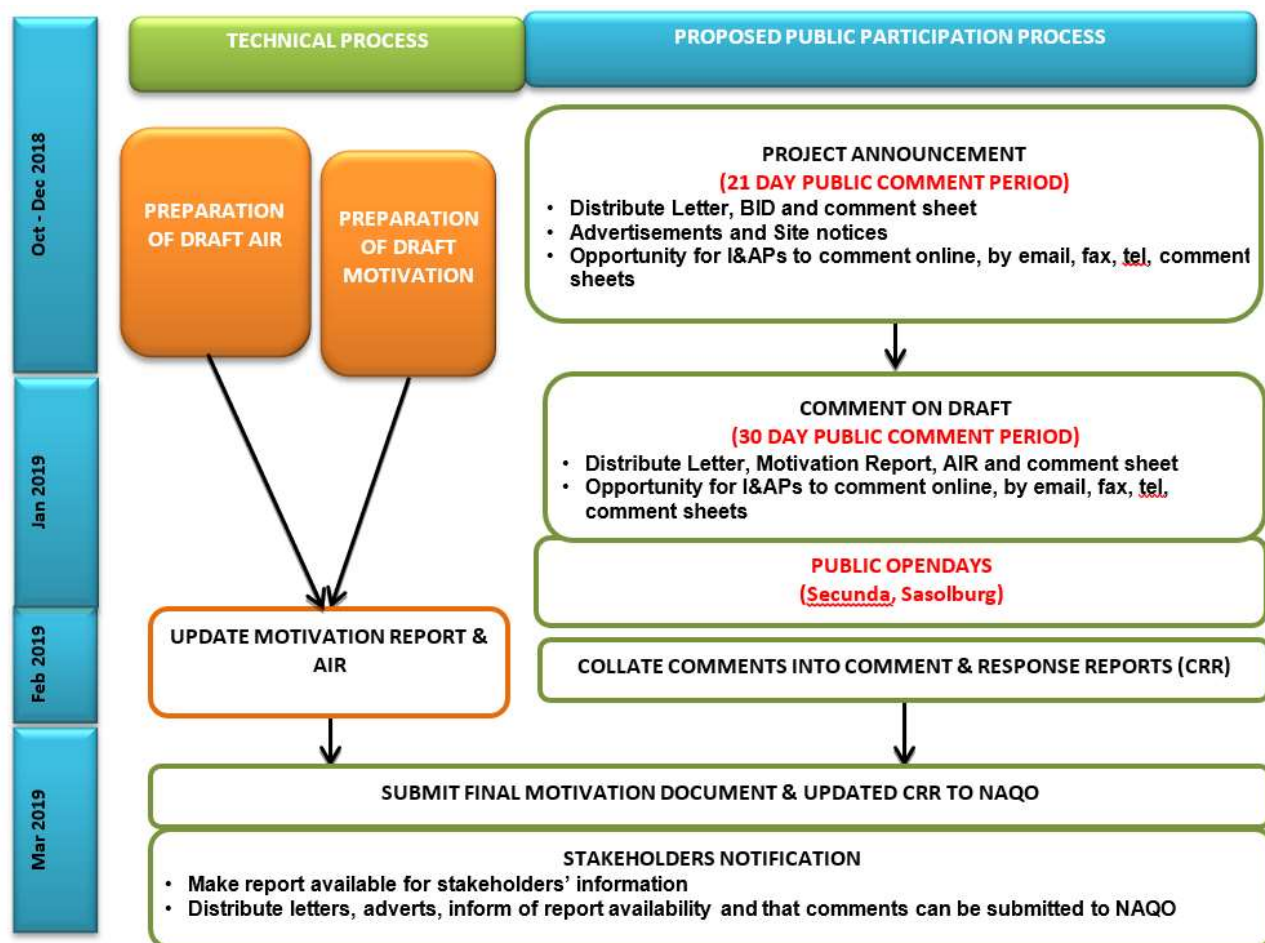 TECHNICAL PROCESS
PROPOSED PUBLIC PARTICIPATION PROCESS
Oct - Dec 2018
PREPARATION
OF DRAFT AIR
PREPARATION
OF DRAFT
MOTIVATION
PROJECT ANNOUNCEMENT
(21 DAY PUBLIC COMMENT PERIOD)
• Distribute Letter, BID and comment sheet
• Advertisements and Site notices
• Opportunity for I&APs to comment online, by email, fax, tel, comment
sheets
Jan 2019
COMMENT ON DRAFT
(30 DAY PUBLIC COMMENT PERIOD)
• Distribute Letter, Motivation Report, AIR and comment sheet
• Opportunity for I&APs to comment online, by email, fax, tel,
comment sheets
PUBLIC OPENDAYS
(Secunda, Sasolburg)
Feb 2019
UPDATE MOTIVATION REPORT &
AIR
COLLATE COMMENTS INTO COMMENT & RESPONSE REPORTS (CRR)
Mar 2019
SUBMIT FINAL MOTIVATION DOCUMENT & UPDATED CRR TO NAQO
STAKEHOLDERS NOTIFICATION
• Make report available for stakeholders’ information
• Distribute letters, adverts, inform of report availability and that comments can be submitted to NAQO